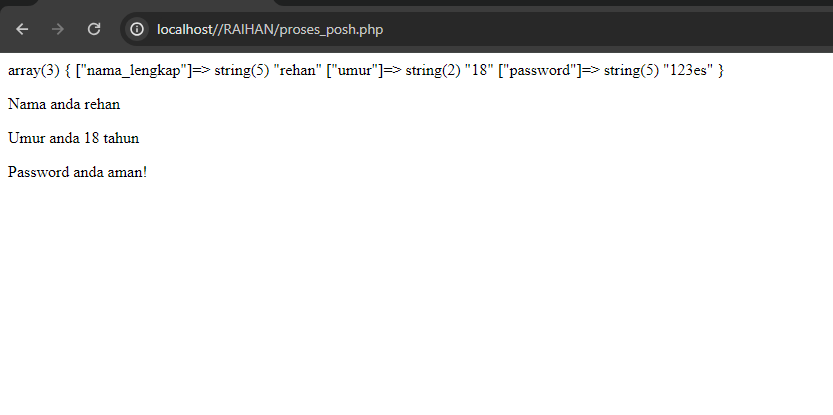 localhost//RAIHAN/proses_posh.php
array(3) { ["nama_lengkap"]=> string(5) "rehan" ["umur"]=> string(2) "18" ["password"]=> string(5) "123es" }
Nama anda rehan
Umur anda 18 tahun
Password anda aman!